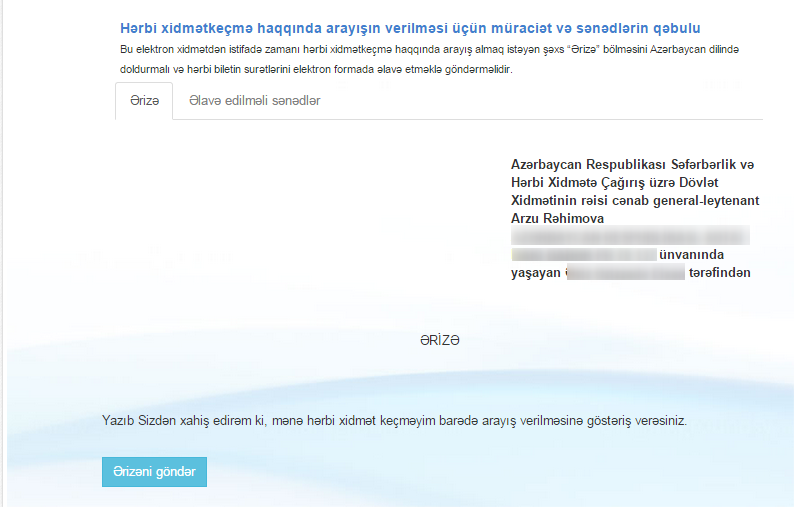 Hərbi xidmətkeçmə haqqında arayışın verilməsi üçün müraciət və sənədlərin qəbulu
Bu elektron xidmətdən istifadə zamanı hərbi xidmətkeçmə haqqında arayış almaq istəyən şəxs “Ərizə” bölməsini Azərbaycan dilində
doldurmalı və hərbi biletin surətlərini elektron formada əlavə etməklə göndərməlidir.
Ərizə
Əlavə edilməli sənədlər
Azərbaycan Respublikası Səfərbərlik və
Hərbi Xidmətə Çağırış üzrə Dövlət
Xidmətinin rəisi cənab general-leytenant
Arzu Rəhimova
ünvanında
yaşayan tərəfindən
ƏRİZƏ
Yazıb Sizdən xahiş edirəm ki, mənə hərbi xidmət keçməyim barədə arayış verilməsinə göstəriş verəsiniz.
Ərizəni göndər